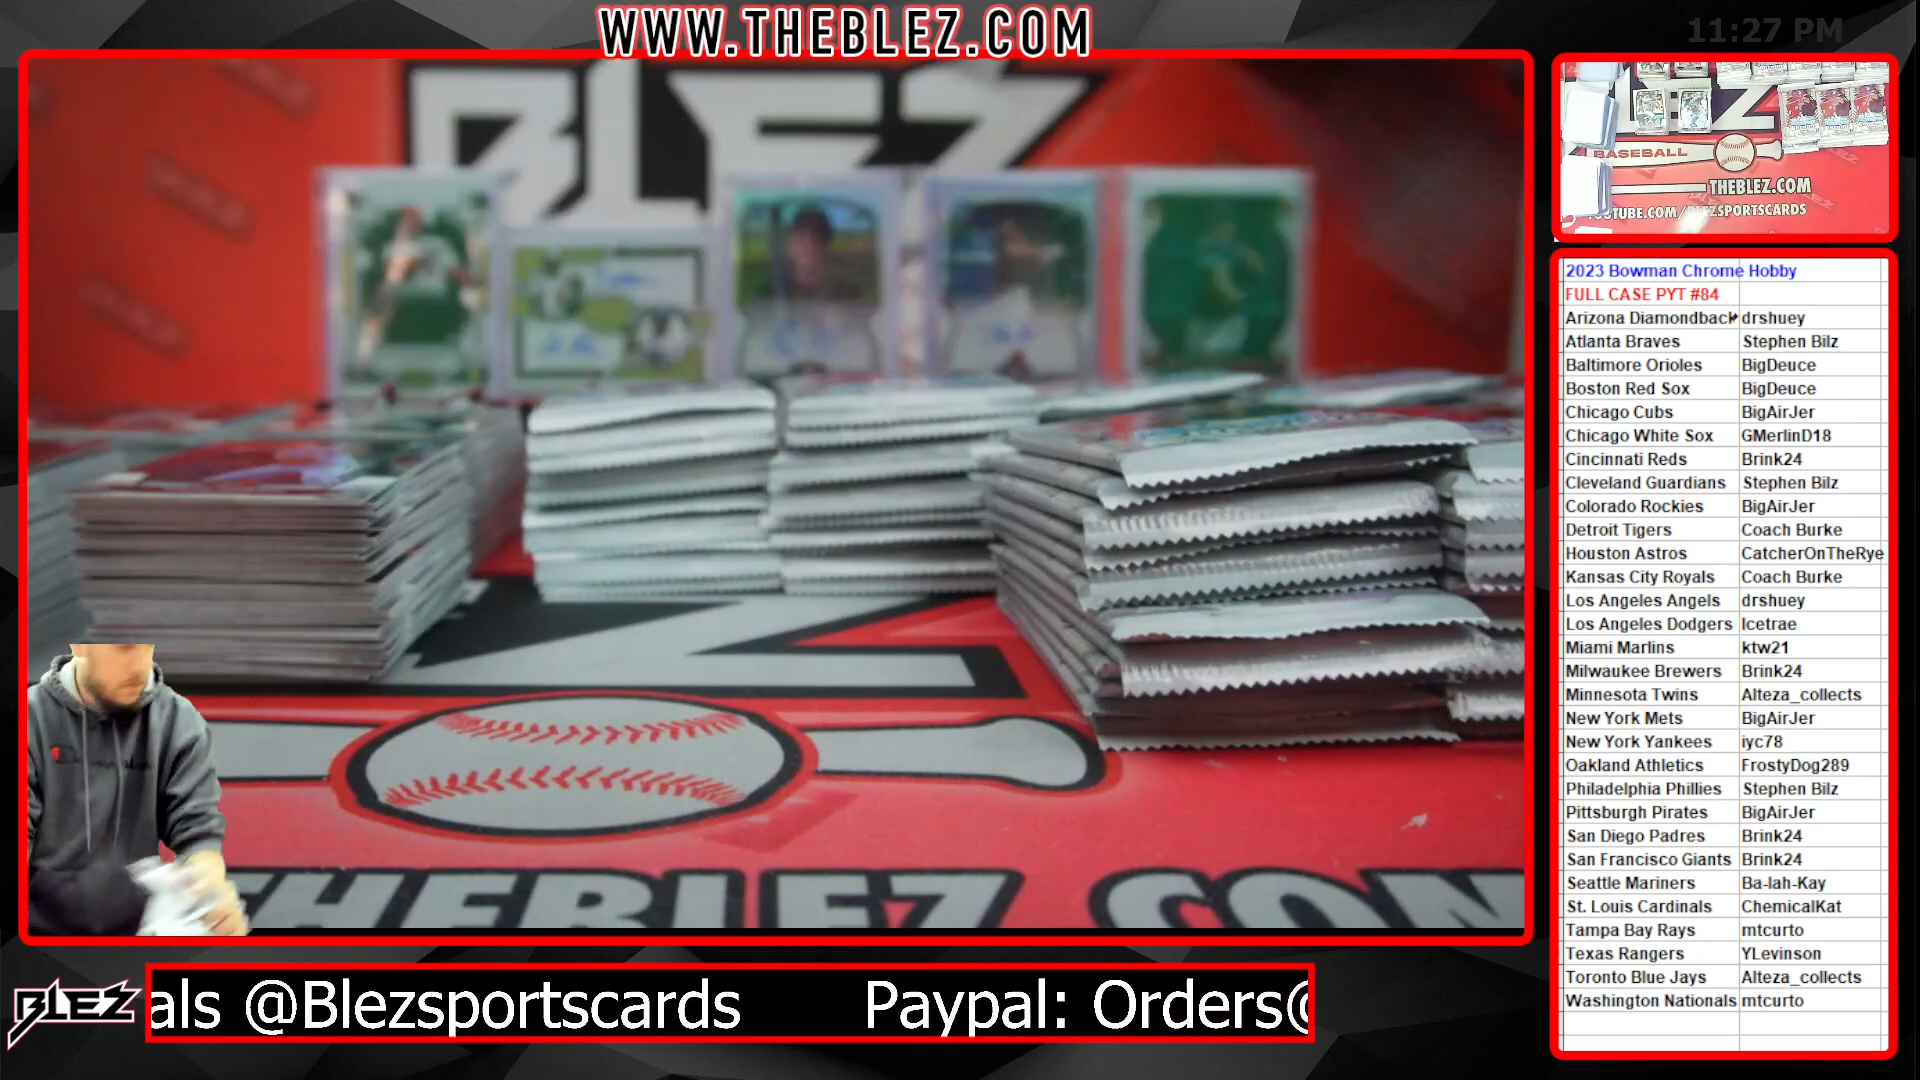 WWW.THEBLEZ.COM
11:27 PM
BLEZ
BASEBALL
THEBLEZ.COM
YOUTUBE.COM/BLEZSPORTSCARDS
2023 Bowman Chrome Hobby
FULL CASE PYT #84
Arizona Diamondback drshuey
Atlanta Braves Stephen Bilz
Baltimore Orioles BigDeuce
Boston Red Sox BigDeuce
Chicago Cubs BigAirJer
Chicago White Sox GMerlinD18
Cincinnati Reds Brink24
Cleveland Guardians Stephen Bilz
Colorado Rockies BigAirJer
Detroit Tigers Coach Burke
Houston Astros CatcherOnTheRye
Kansas City Royals Coach Burke
Los Angeles Angels drshuey
Los Angeles Dodgers Icetrae
Miami Marlins ktw21
Milwaukee Brewers Brink24
Minnesota Twins Alteza_collects
New York Mets BigAirJer
New York Yankees iyc78
Oakland Athletics FrostyDog289
Philadelphia Phillies Stephen Bilz
Pittsburgh Pirates BigAirJer
San Diego Padres Brink24
San Francisco Giants Brink24
Seattle Mariners Ba-lah-Kay
St. Louis Cardinals ChemicalKat
Tampa Bay Rays mtcurto
Texas Rangers YLevinson
Toronto Blue Jays Alteza_collects
Washington Nationals mtcurto
THEBLEZ.COM
BLEZ
als @Blezsportscards Paypal: Orders@